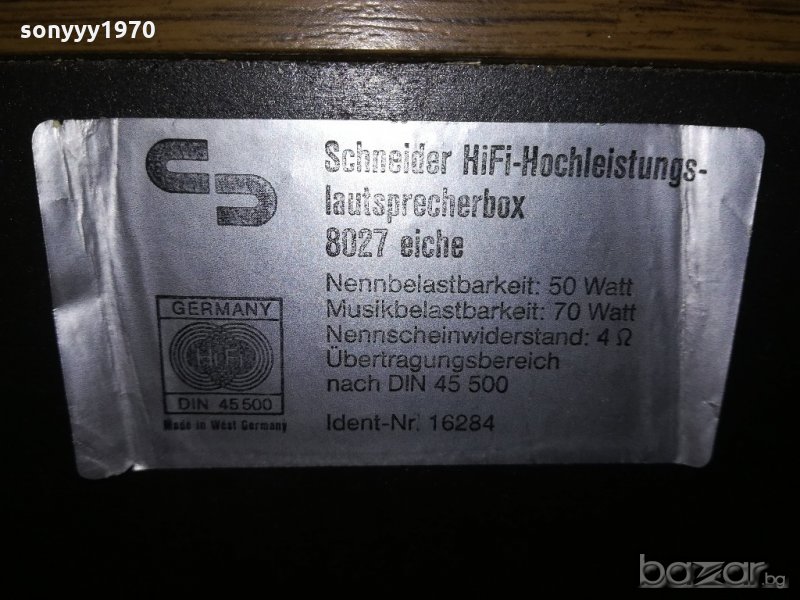 sonyyy1970
Schneider HiFi-Hochleistungs-
lautsprecherbox
8027 eiche
Nennbelastbarkeit: 50 Watt
Musikbelastbarkeit: 70 Watt
Nennscheinwiderstand: 4 Ω
Übertragungsbereich
nach DIN 45 500
Ident-Nr. 16284
GERMANY
HiFi
DIN 45500
Made in West Germany
bazar.bg